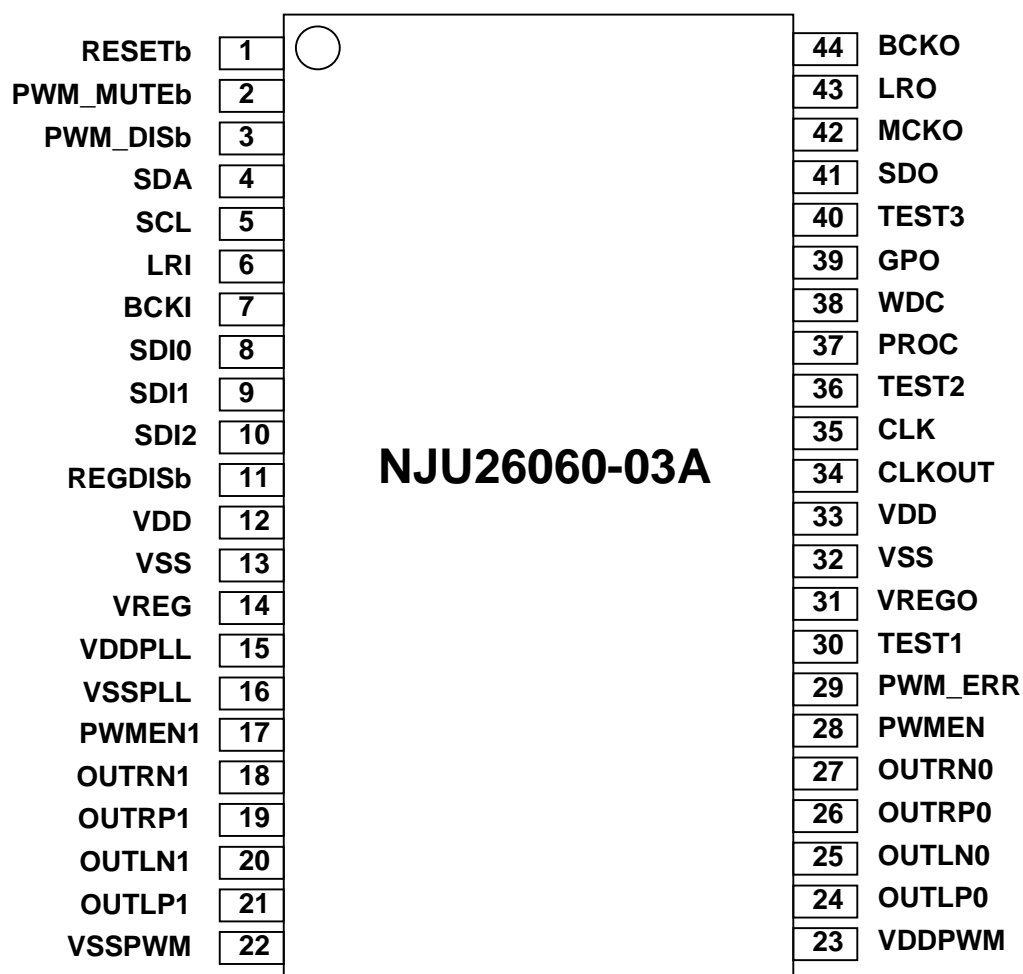 RESETb 1 44 BCKO
PWM_MUTEb 2 43 LRO
PWM_DISb 3 42 MCKO
SDA 4 41 SDO
SCL 5 40 TEST3
LRI 6 39 GPO
BCKI 7 38 WDC
SDI0 8 37 PROC
SDI1 9 36 TEST2
SDI2 10 35 CLK
NJU26060-03A
REGDISb 11 34 CLKOUT
VDD 12 33 VDD
VSS 13 32 VSS
VREG 14 31 VREGO
VDDPLL 15 30 TEST1
VSSPLL 16 29 PWM_ERR
PWMEN1 17 28 PWMEN
OUTRN1 18 27 OUTRN0
OUTRP1 19 26 OUTRP0
OUTLN1 20 25 OUTLN0
OUTLP1 21 24 OUTLP0
VSSPWM 22 23 VDDPWM